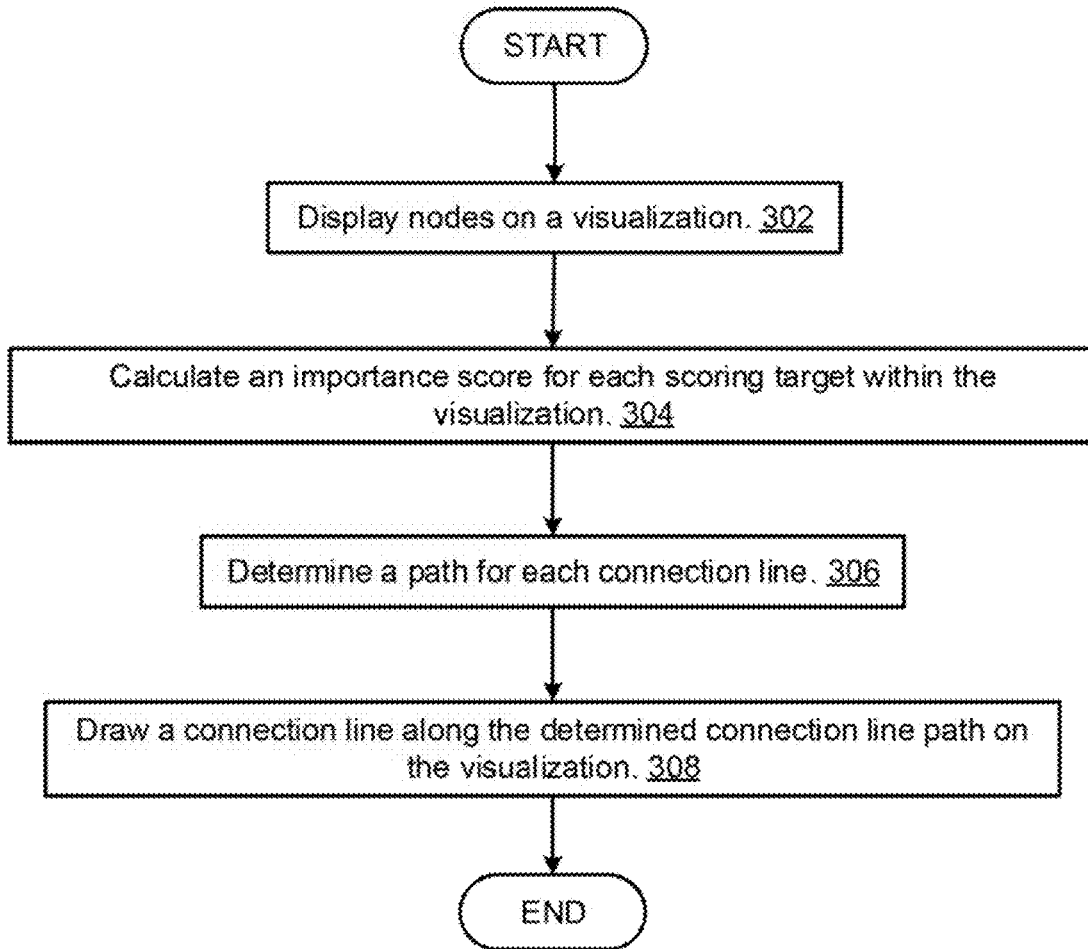 START
Display nodes on a visualization. 302
Calculate an importance score for each scoring target within the
visualization. 304
Determine a path for each connection line. 306
Draw a connection line along the determined connection line path on
the visualization. 308
END